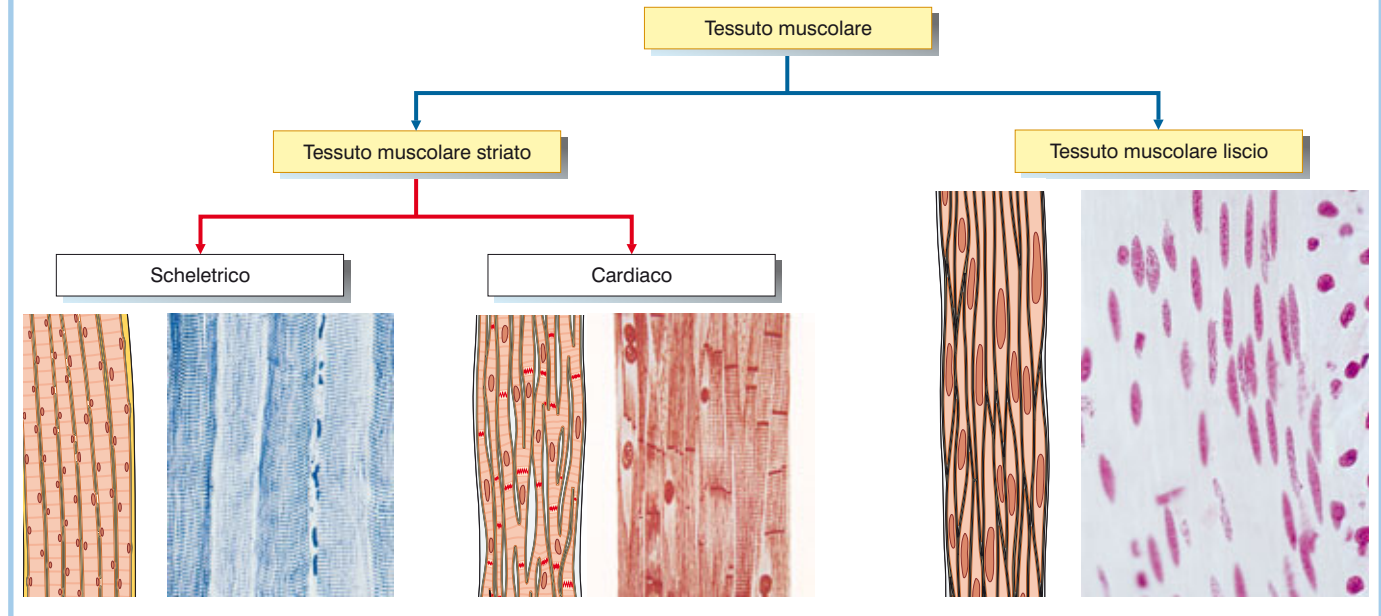 Tessuto muscolare
Tessuto muscolare striato
Tessuto muscolare liscio
Scheletrico
Cardiaco